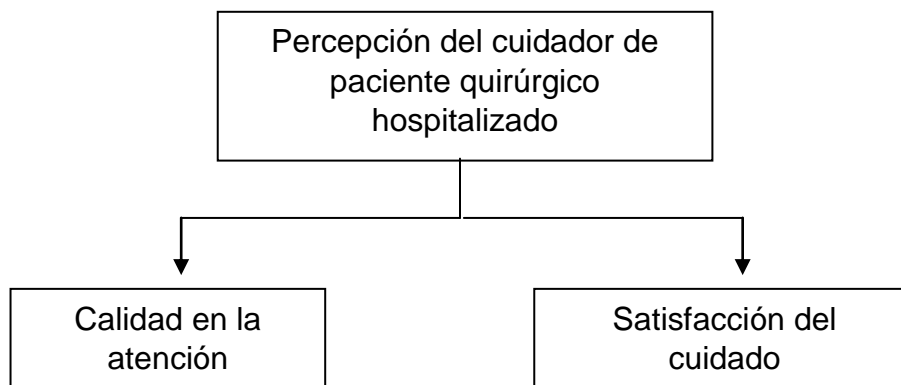 Percepción del cuidador de
paciente quirúrgico
hospitalizado
Calidad en la
atención
Satisfacción del
cuidado